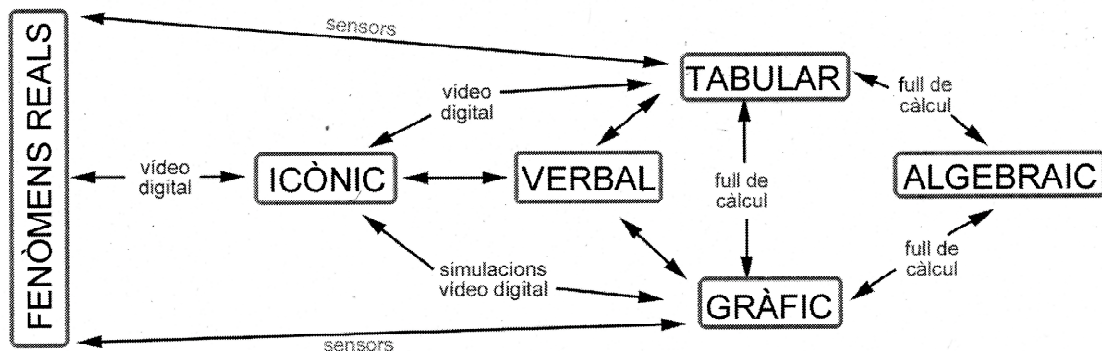 FENÒMENS REALS
sensors
TABULAR
vídeo
digital
full de
càlcul
vídeo
digital
ICÒNIC
VERBAL
full de
càlcul
ALGEBRAIC
simulacions
vídeo digital
full de
càlcul
GRÀFIC
sensors